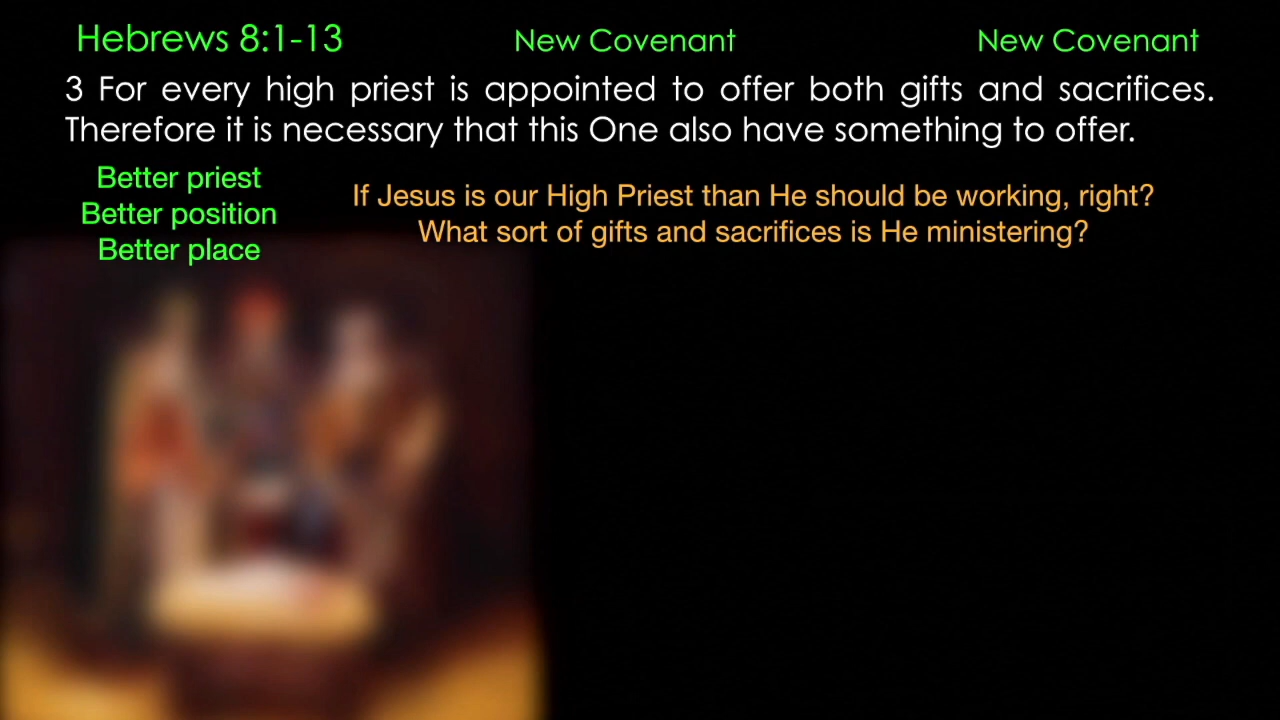 Hebrews 8:1-13 New Covenant New Covenant
3 For every high priest is appointed to offer both gifts and sacrifices.
Therefore it is necessary that this One also have something to offer.
Better priest
Better position
Better place
If Jesus is our High Priest than He should be working, right?
What sort of gifts and sacrifices is He ministering?